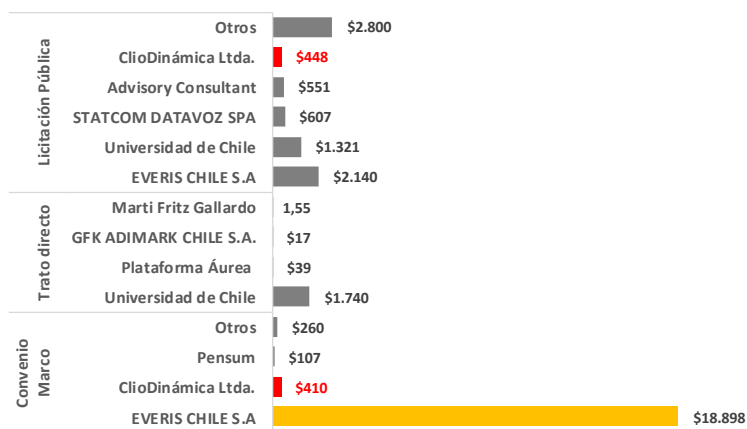 Licitación Pública
Otros $2.800
ClioDinámica Ltda. $448
Advisory Consultant $551
STATCOM DATAVOZ SPA $607
Universidad de Chile $1.321
EVERIS CHILE S.A $2.140
Trato directo
Marti Fritz Gallardo 1,55
GFK ADIMARK CHILE S.A. $17
Plataforma Áurea $39
Universidad de Chile $1.740
Convenio
Marco
Otros $260
Pensum $107
ClioDinámica Ltda. $410
EVERIS CHILE S.A $18.898